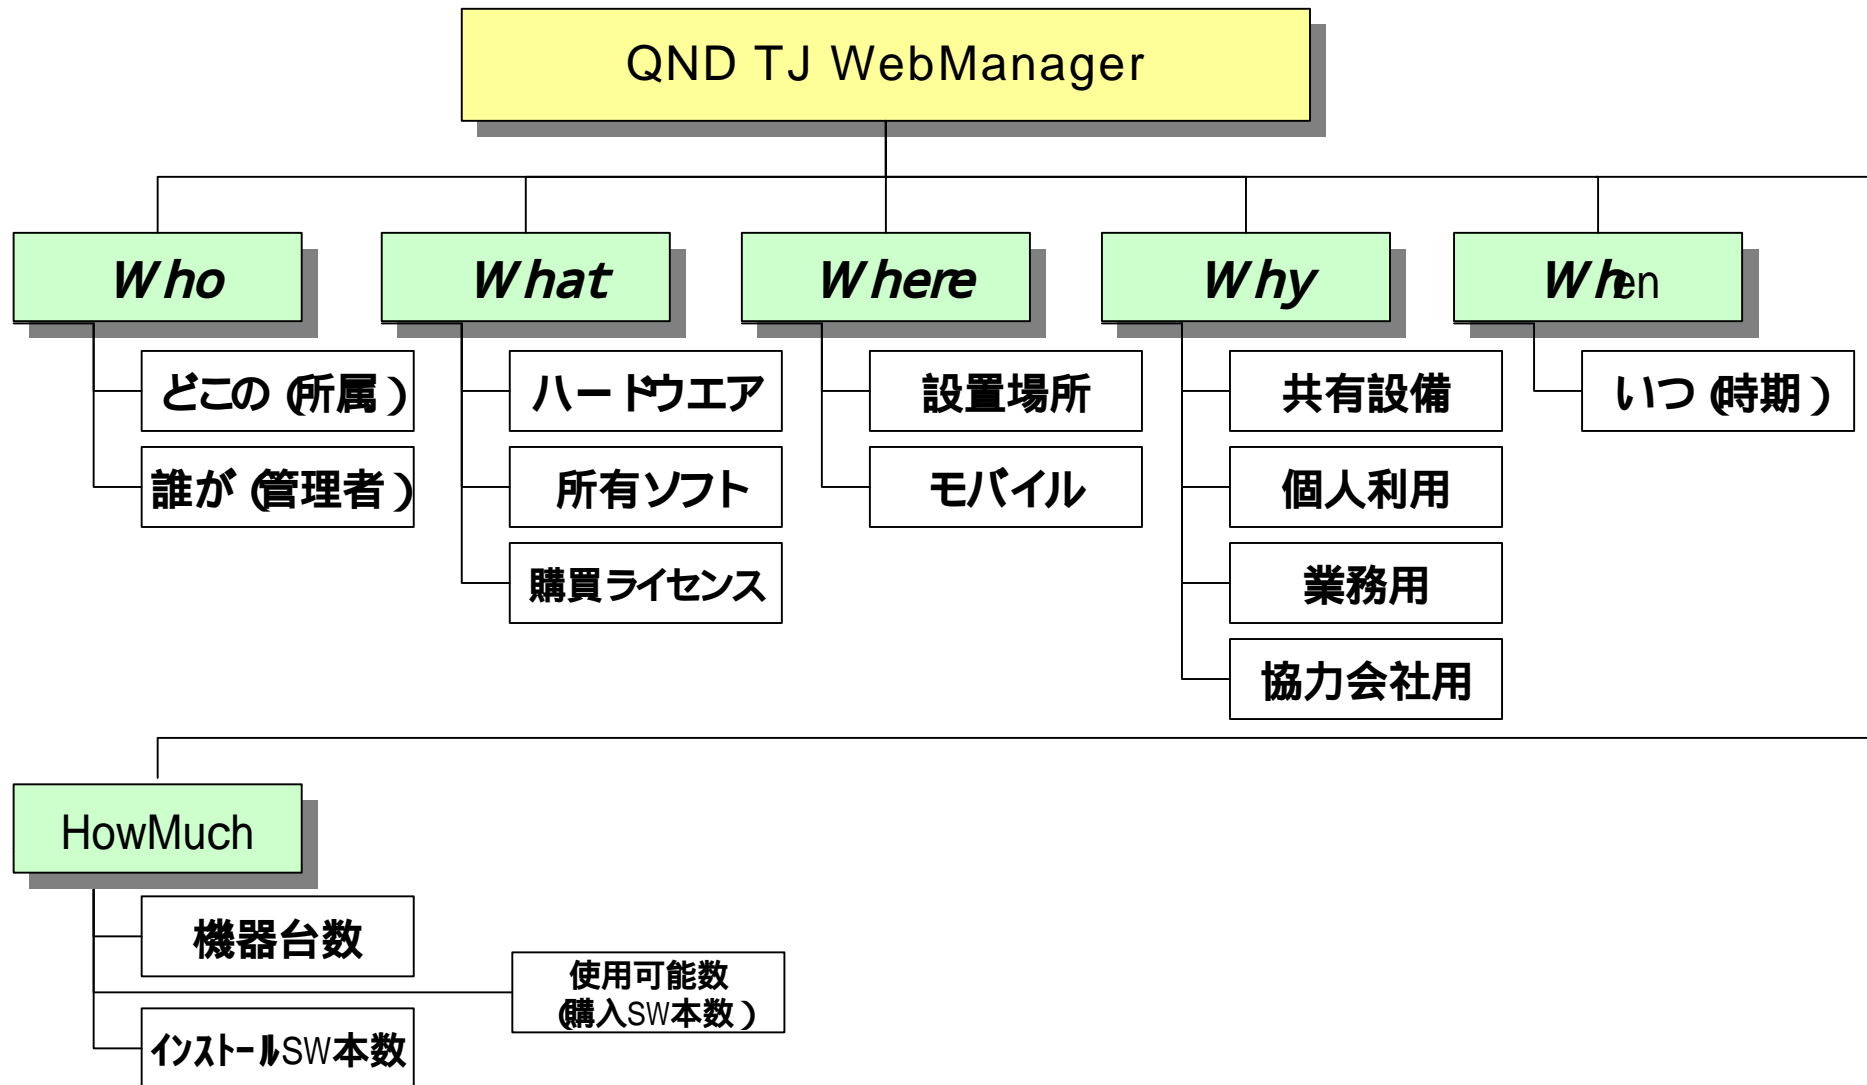 QND TJ WebManager
Who
What
Where
Why
When
どこの(所属)
ハードウエア
設置場所
共有設備
いつ(時期)
誰が(管理者)
所有ソフト
モバイル
個人利用
購買ライセンス
業務用
協力会社用
HowMuch
機器台数
使用可能数
(購入SW本数)
インストールSW本数